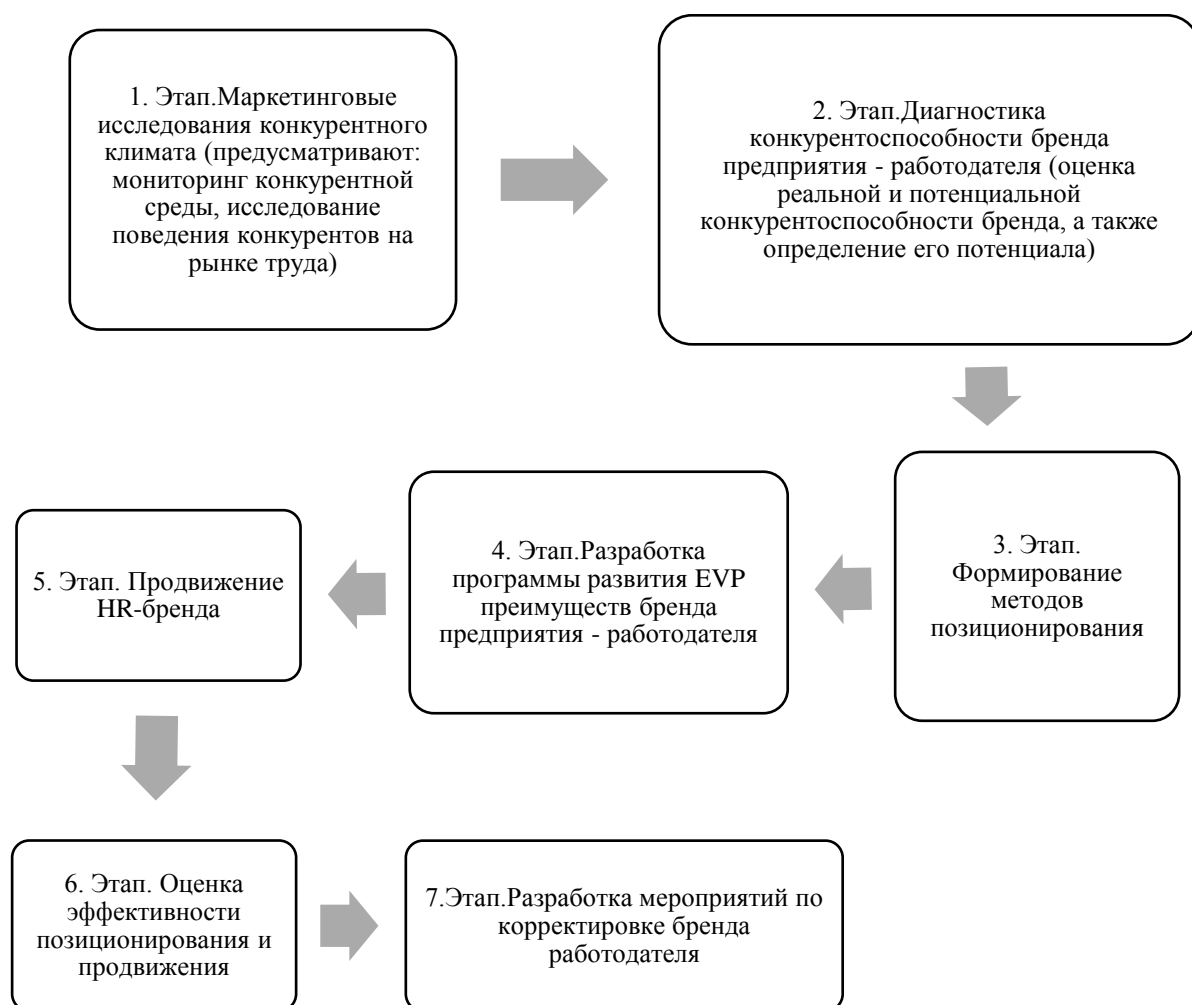 1. Этап.Маркетинговые
исследования конкурентного
климата (предусматривают:
мониторинг конкурентной
среды, исследование
поведения конкурентов на
рынке труда)
2. Этап.Диагностика
конкурентоспособности бренда
предприятия - работодателя (оценка
реальной и потенциальной
конкурентоспособности бренда, а также
определение его потенциала)
3. Этап.
Формирование
методов
позиционирования
4. Этап.Разработка
программы развития EVP
преимуществ бренда
предприятия - работодателя
5. Этап. Продвижение
HR-бренда
6. Этап. Оценка
эффективности
позиционирования и
продвижения
7.Этап.Разработка мероприятий по
корректировке бренда
работодателя